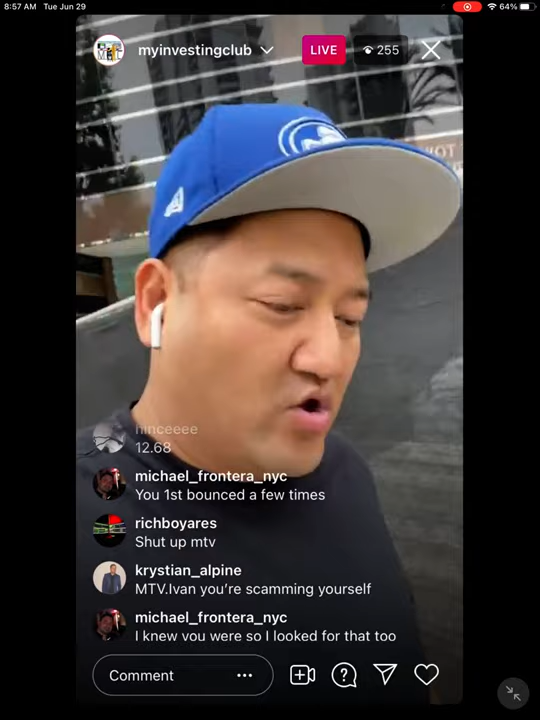 8:57 AM Tue Jun 29
64%
myinvestingclub
LIVE
255
hinceeee
12.68
michael_frontera_nyc
You 1st bounced a few times
richboyares
Shut up mtv
krystian_alpine
MTV.Ivan you’re scamming yourself
michael_frontera_nyc
I knew you were so I looked for that too
Comment